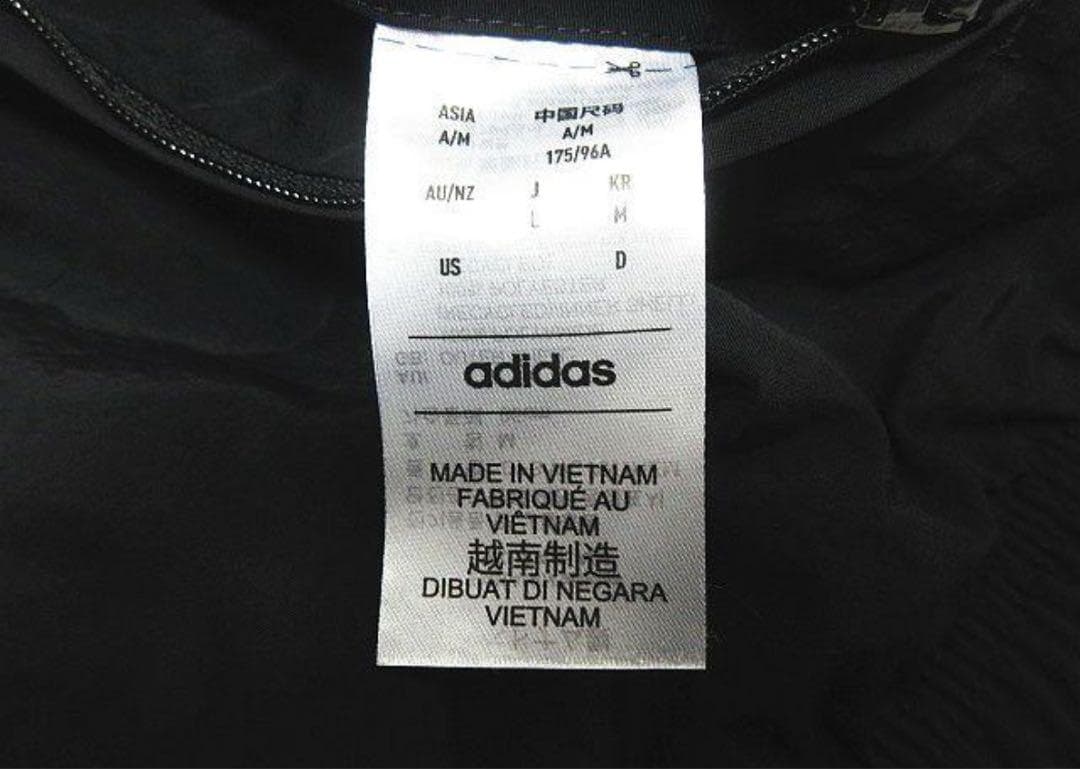 ASIA 中国尺码
A/M A/M
175/96A
AU/NZ J KR
L M
US D
adidas
MADE IN VIETNAM
FABRIQUÉ AU
VIÊTNAM
越南制造
DIBUAT DI NEGARA
VIETNAM